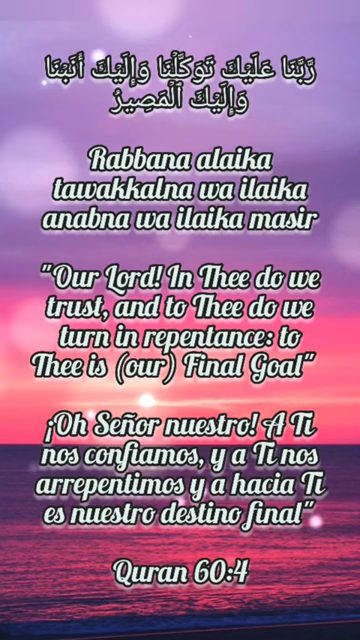 رَّبَّنَا عَلَيْكَ تَوَكَّلْنَا وَإِلَيْكَ أَنَبْنَا
وَإِلَيْكَ ٱلْمَصِيرُ
Rabbana alaika
tawakkalna wa ilaika
anabna wa ilaika masir
"Our Lord! In Thee do we
trust, and to Thee do we
turn in repentance: to
Thee is (our) Final Goal"
¡Oh Señor nuestro! A Ti
nos confiamos, y a Ti nos
arrepentimos y a hacia Ti
es nuestro destino final"
Quran 60:4